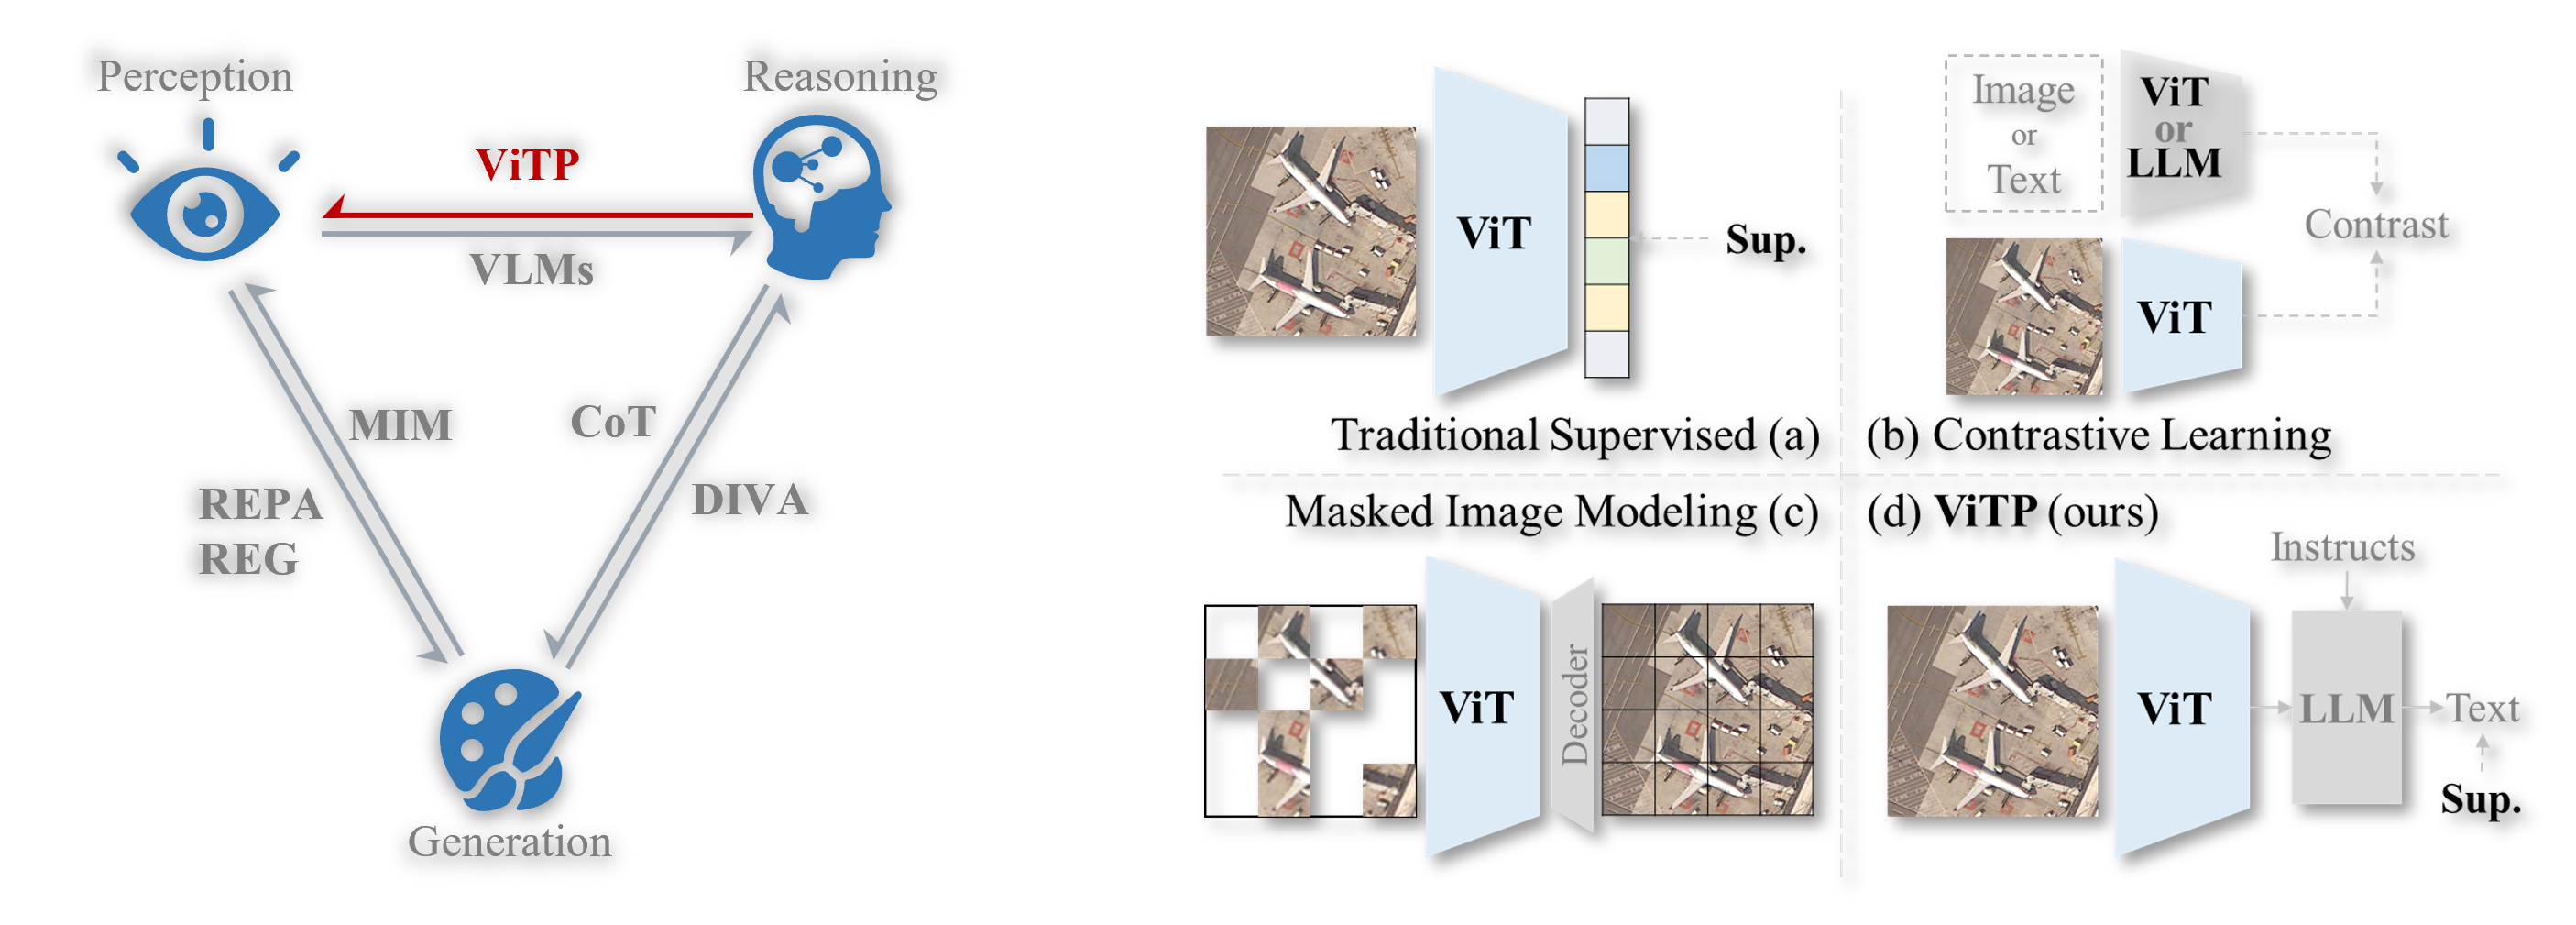 Perception
Reasoning
ViTP
VLMs
MIM
CoT
REPA
REG
DIVA
Generation
ViT
Sup.
Traditional Supervised (a)
Image
or
Text
ViT
or
LLM
ViT
Contrast
(b) Contrastive Learning
Masked Image Modeling (c)
ViT
Decoder
(d) ViTP (ours)
Instructs
ViT
LLM
Text
Sup.